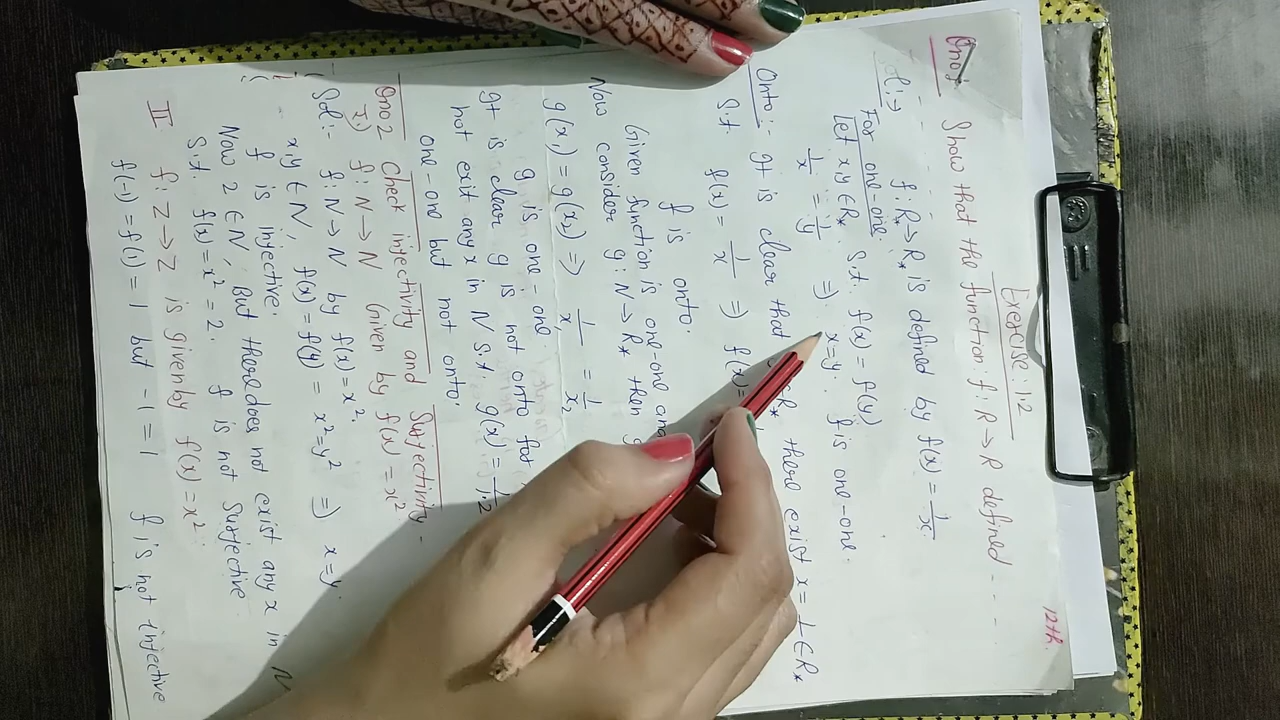 12th.
Exercise: 1.2
Qno1 Show that the function: f: R → R defined - - -
Sol:→ f: R* → R* is defined by f(x) = 1/x.
For one-one.
Let x,y ∈ R* S.t. f(x) = f(y)
1/x = 1/y ⇒ x=y. f is one-one.
Onto:- It is clear that R* there exist x = 1/ ∈ R*
S.t f(x) = 1/x ⇒ f(x) =
f is onto.
Given function is one-one and
Now consider g: N → R* then
g(x1) = g(x2) ⇒ 1/x1 = 1/x2
g is one-one
It is clear g is not onto for
not exit any x in N S.t. g(x) = 1/1.2
one-one but not onto.
Qno2 Check injectivity and Surjectivity -
I.) f: N → N Given by f(x) = x²
Sol:- f: N → N by f(x) = x².
x,y ∈ N, f(x) = f(y) = x² = y² ⇒ x=y.
f is injective.
Now 2 ∈ N, But there does not exist any x in N
S.t. f(x) = x² = 2. f is not Surjective
II f: Z → Z is given by f(x) = x²
f(-1) = f(1) = 1 but -1 = 1 f is not injective